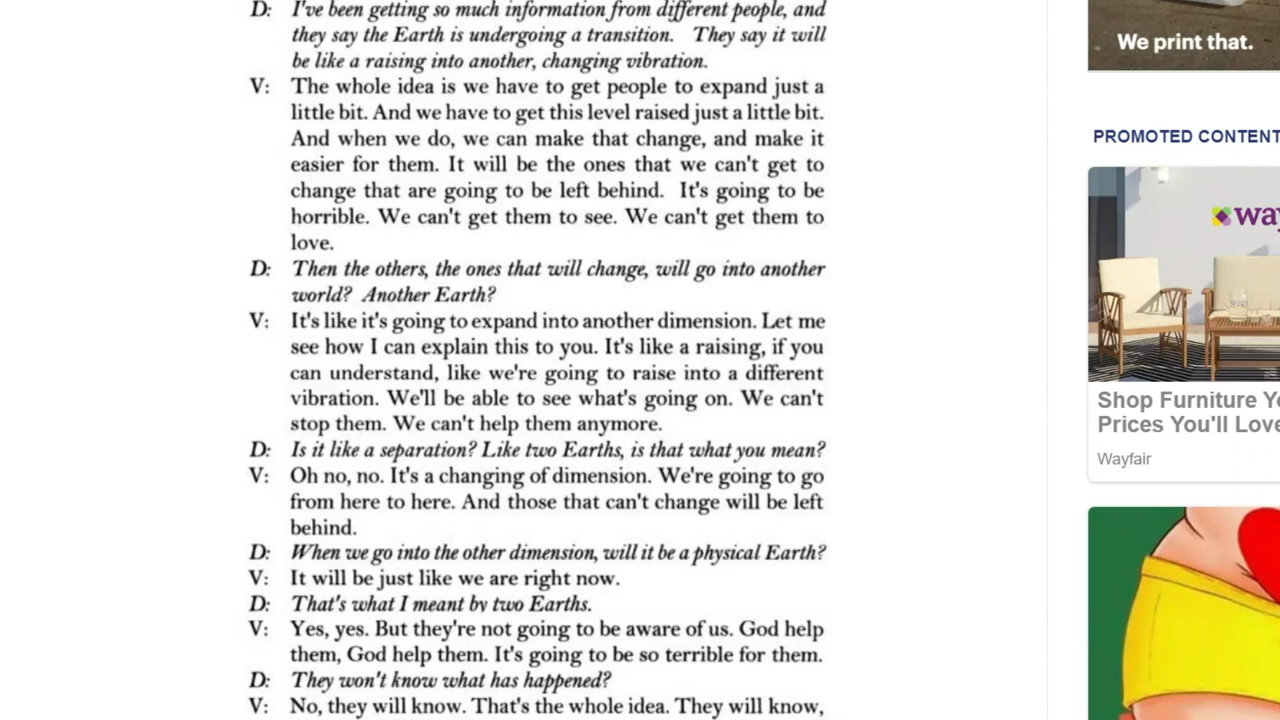 D: I've been getting so much information from different people, and
they say the Earth is undergoing a transition. They say it will
be like a raising into another, changing vibration.
V: The whole idea is we have to get people to expand just a
little bit. And we have to get this level raised just a little bit.
And when we do, we can make that change, and make it
easier for them. It will be the ones that we can't get to
change that are going to be left behind. It's going to be
horrible. We can't get them to see. We can't get them to
love.
D: Then the others, the ones that will change, will go into another
world? Another Earth?
V: It's like it's going to expand into another dimension. Let me
see how I can explain this to you. It's like a raising, if you
can understand, like we're going to raise into a different
vibration. We'll be able to see what's going on. We can't
stop them. We can't help them anymore.
D: Is it like a separation? Like two Earths, is that what you mean?
V: Oh no, no. It's a changing of dimension. We're going to go
from here to here. And those that can't change will be left
behind.
D: When we go into the other dimension, will it be a physical Earth?
V: It will be just like we are right now.
D: That's what I meant by two Earths.
V: Yes, yes. But they're not going to be aware of us. God help
them, God help them. It's going to be so terrible for them.
D: They won't know what has happened?
V: No, they will know. That's the whole idea. They will know,
We print that.
PROMOTED CONTENT
way
Shop Furniture Yo
Prices You'll Love
Wayfair